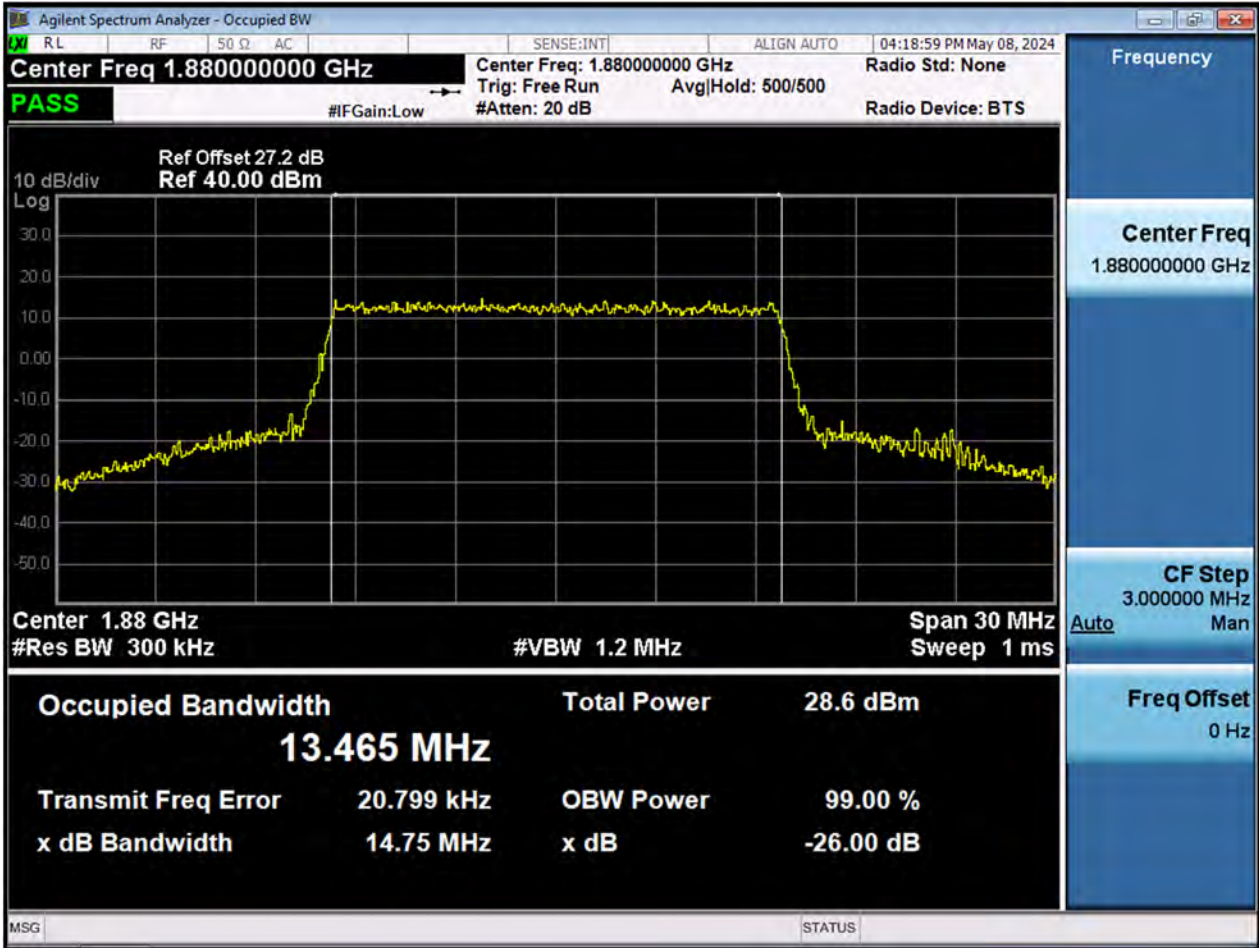 Agilent Spectrum Analyzer - Occupied BW
LXI RL RF 50 Ω AC SENSE:INT ALIGN AUTO 04:18:59 PM May 08, 2024
Center Freq 1.880000000 GHz
PASS
#IFGain:Low
Center Freq: 1.880000000 GHz
Trig: Free Run Avg|Hold: 500/500
#Atten: 20 dB
Radio Std: None
Radio Device: BTS
Ref Offset 27.2 dB
10 dB/div Ref 40.00 dBm
Log
30.0
20.0
10.0
0.00
-10.0
-20.0
-30.0
-40.0
-50.0
Center 1.88 GHz Span 30 MHz
#Res BW 300 kHz #VBW 1.2 MHz Sweep 1 ms
Occupied Bandwidth Total Power 28.6 dBm
13.465 MHz
Transmit Freq Error 20.799 kHz OBW Power 99.00 %
x dB Bandwidth 14.75 MHz x dB -26.00 dB
Frequency
Center Freq
1.880000000 GHz
CF Step
3.000000 MHz
Auto Man
Freq Offset
0 Hz
MSG STATUS